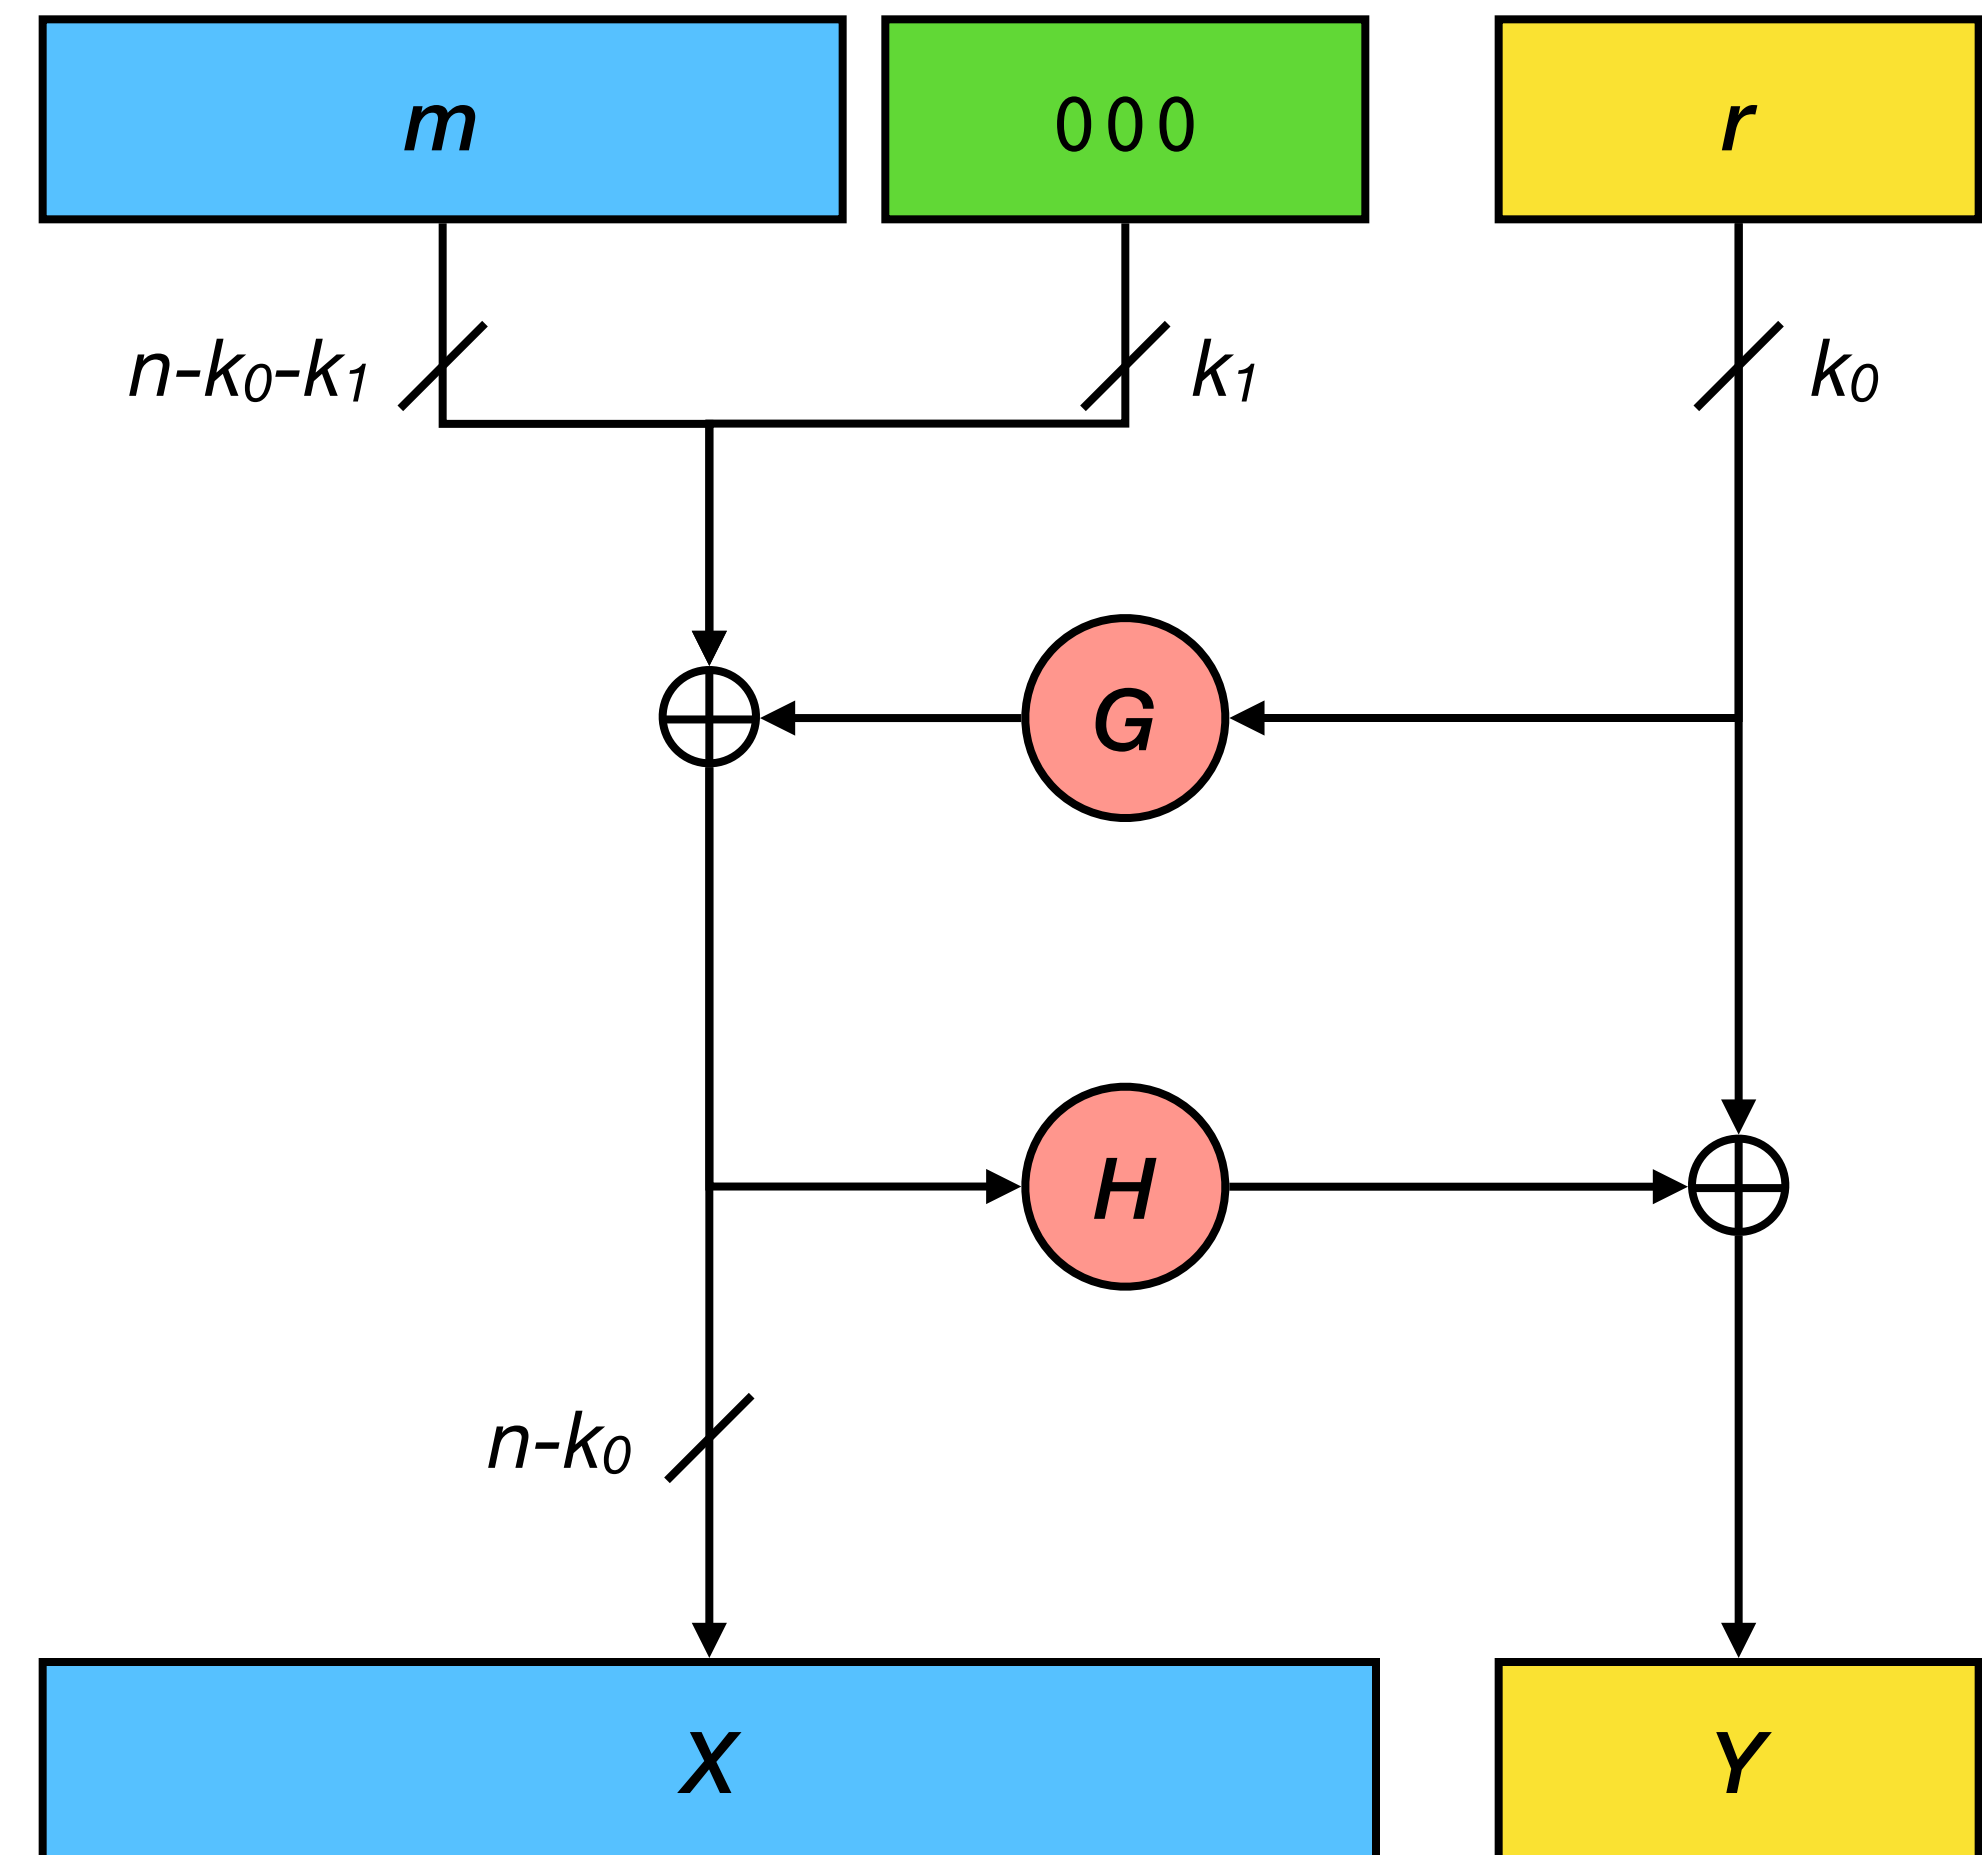 m 000 r
n-k₀-k₁ k₁ k₀
G
H
n-k₀
X Y